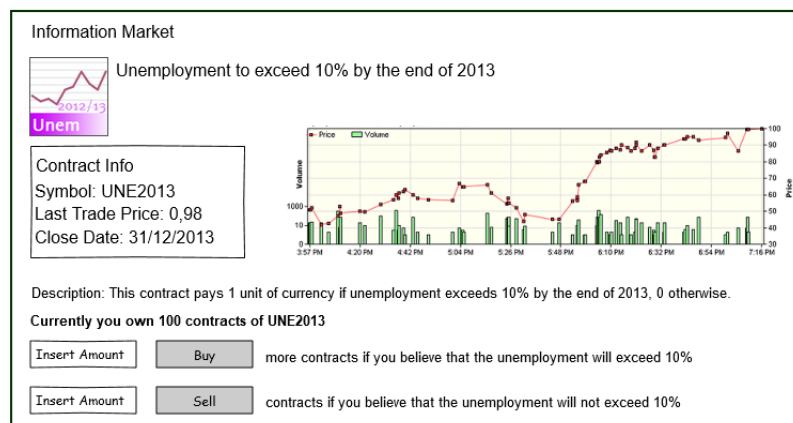 Information Market
Unemployment to exceed 10% by the end of 2013
2012/13
Unem
Contract Info
Symbol: UNE2013
Last Trade Price: 0,98
Close Date: 31/12/2013
Price Volume
Volume
1000
10
0
100
90
80
70
60
50
40
30
Price
3:57 PM 4:20 PM 4:42 PM 5:04 PM 5:26 PM 5:48 PM 6:10 PM 6:32 PM 6:54 PM 7:16 PM
Description: This contract pays 1 unit of currency if unemployment exceeds 10% by the end of 2013, 0 otherwise.
Currently you own 100 contracts of UNE2013
Insert Amount Buy more contracts if you believe that the unemployment will exceed 10%
Insert Amount Sell contracts if you believe that the unemployment will not exceed 10%